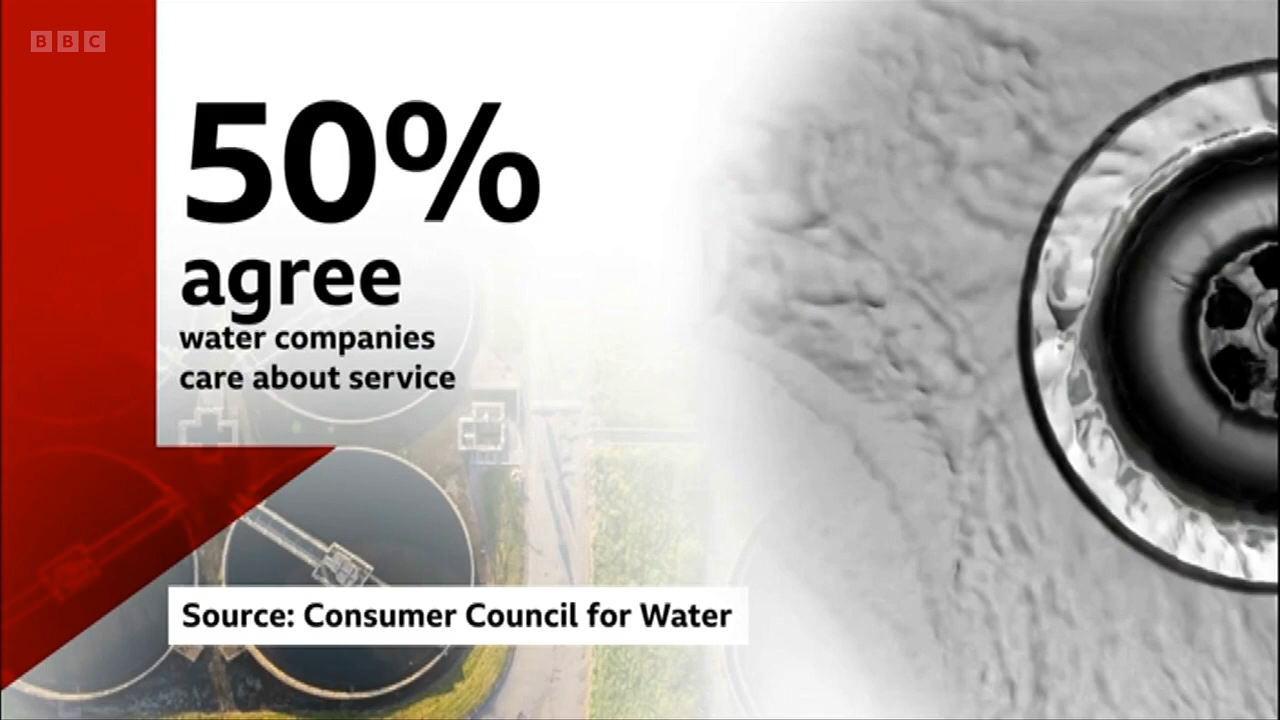 BBC
50%
agree
water companies
care about service
Source: Consumer Council for Water